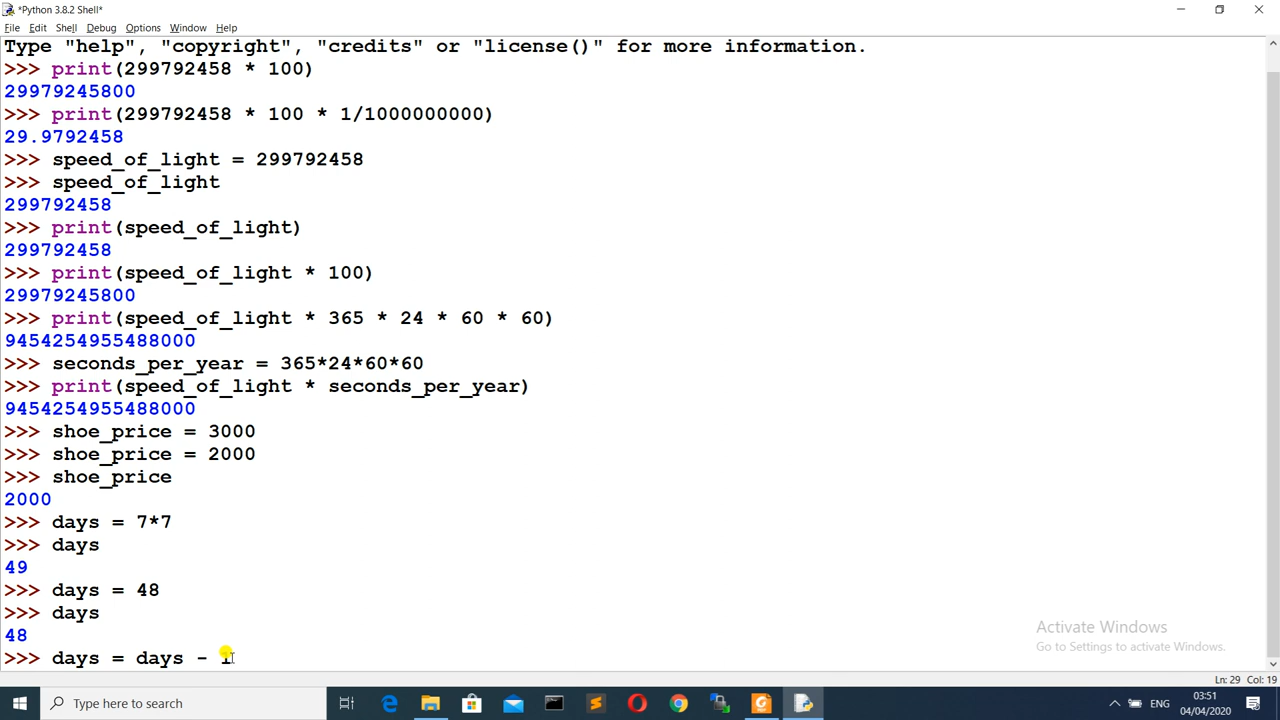 *Python 3.8.2 Shell*
File Edit Shell Debug Options Window Help
Type "help", "copyright", "credits" or "license()" for more information.
>>> print(299792458 * 100)
29979245800
>>> print(299792458 * 100 * 1/1000000000)
29.9792458
>>> speed_of_light = 299792458
>>> speed_of_light
299792458
>>> print(speed_of_light)
299792458
>>> print(speed_of_light * 100)
29979245800
>>> print(speed_of_light * 365 * 24 * 60 * 60)
9454254955488000
>>> seconds_per_year = 365*24*60*60
>>> print(speed_of_light * seconds_per_year)
9454254955488000
>>> shoe_price = 3000
>>> shoe_price = 2000
>>> shoe_price
2000
>>> days = 7*7
>>> days
49
>>> days = 48
>>> days
48
>>> days = days - 1
Activate Windows
Go to Settings to activate Windows.
Ln: 29 Col: 19
Type here to search
ENG
03:51
04/04/2020